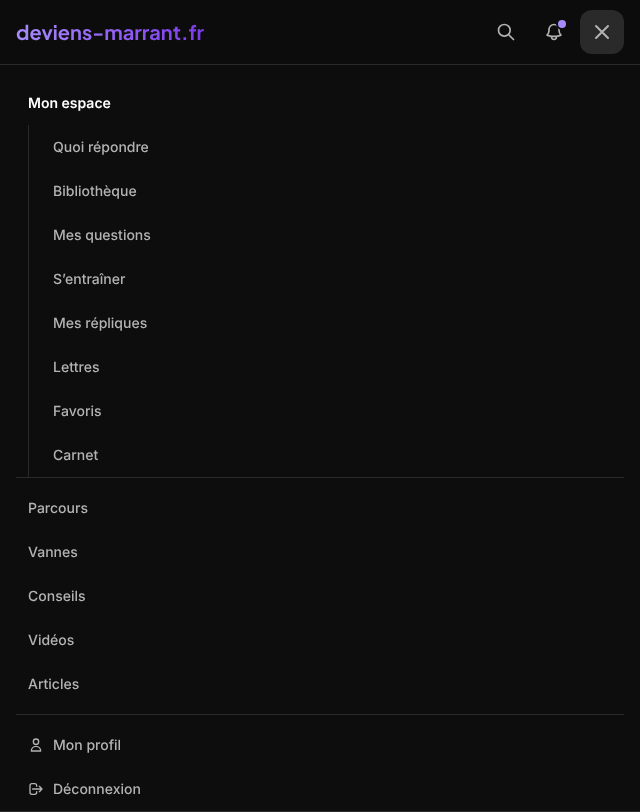 deviens-marrant.fr
Mon espace
Quoi répondre
Bibliothèque
Mes questions
S’entraîner
Mes répliques
Lettres
Favoris
Carnet
Parcours
Vannes
Conseils
Vidéos
Articles
Mon profil
Déconnexion